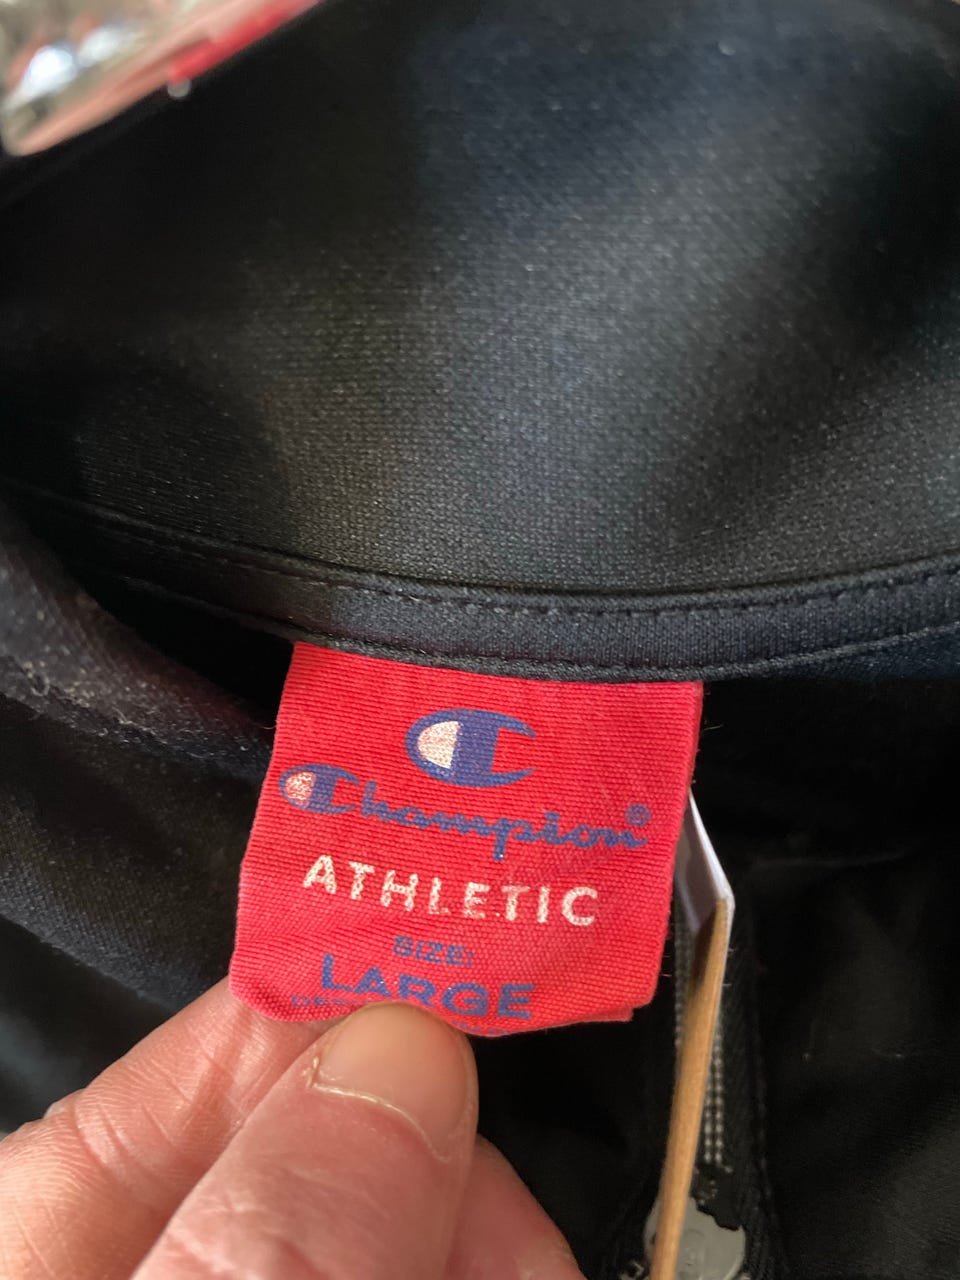 Champion®
ATHLETIC
SIZE:
LARGE